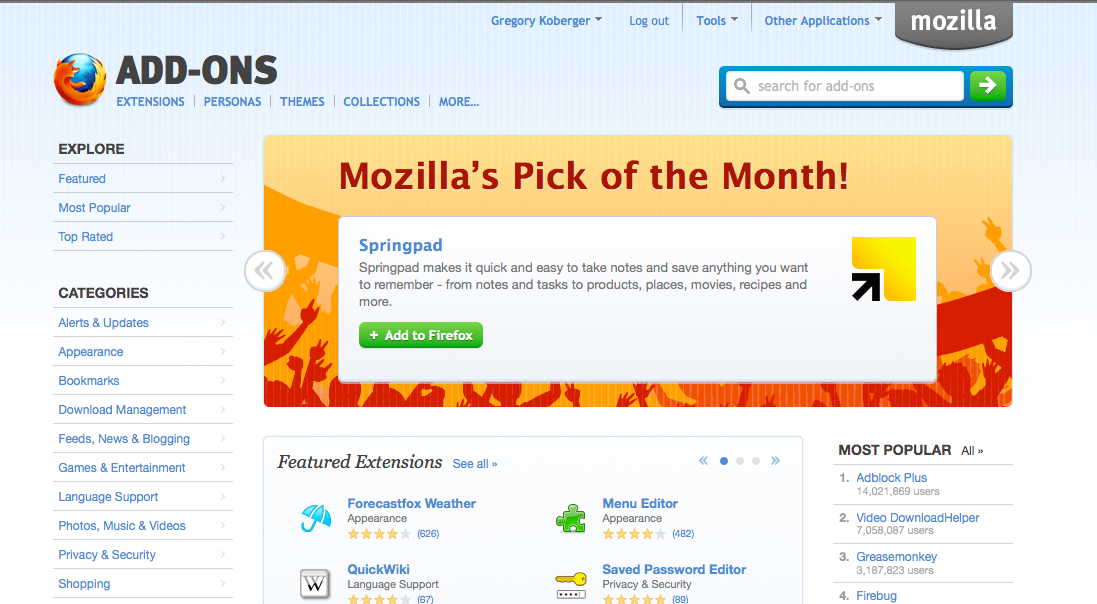 Gregory Koberger
Log out
Tools
Other Applications
mozilla
ADD-ONS
EXTENSIONS
PERSONAS
THEMES
COLLECTIONS
MORE...
search for add-ons
EXPLORE
Featured
Most Popular
Top Rated
CATEGORIES
Alerts & Updates
Appearance
Bookmarks
Download Management
Feeds, News & Blogging
Games & Entertainment
Language Support
Photos, Music & Videos
Privacy & Security
Shopping
Mozilla's Pick of the Month!
Springpad
Springpad makes it quick and easy to take notes and save anything you want
to remember - from notes and tasks to products, places, movies, recipes and
more.
+ Add to Firefox
Featured Extensions See all »
Forecastfox Weather
Appearance
(626)
Menu Editor
Appearance
(482)
W
QuickWiki
Language Support
(67)
Saved Password Editor
Privacy & Security
(89)
MOST POPULAR All »
1. Adblock Plus
14,021,869 users
2. Video DownloadHelper
7,058,087 users
3. Greasemonkey
3,187,823 users
4. Firebug